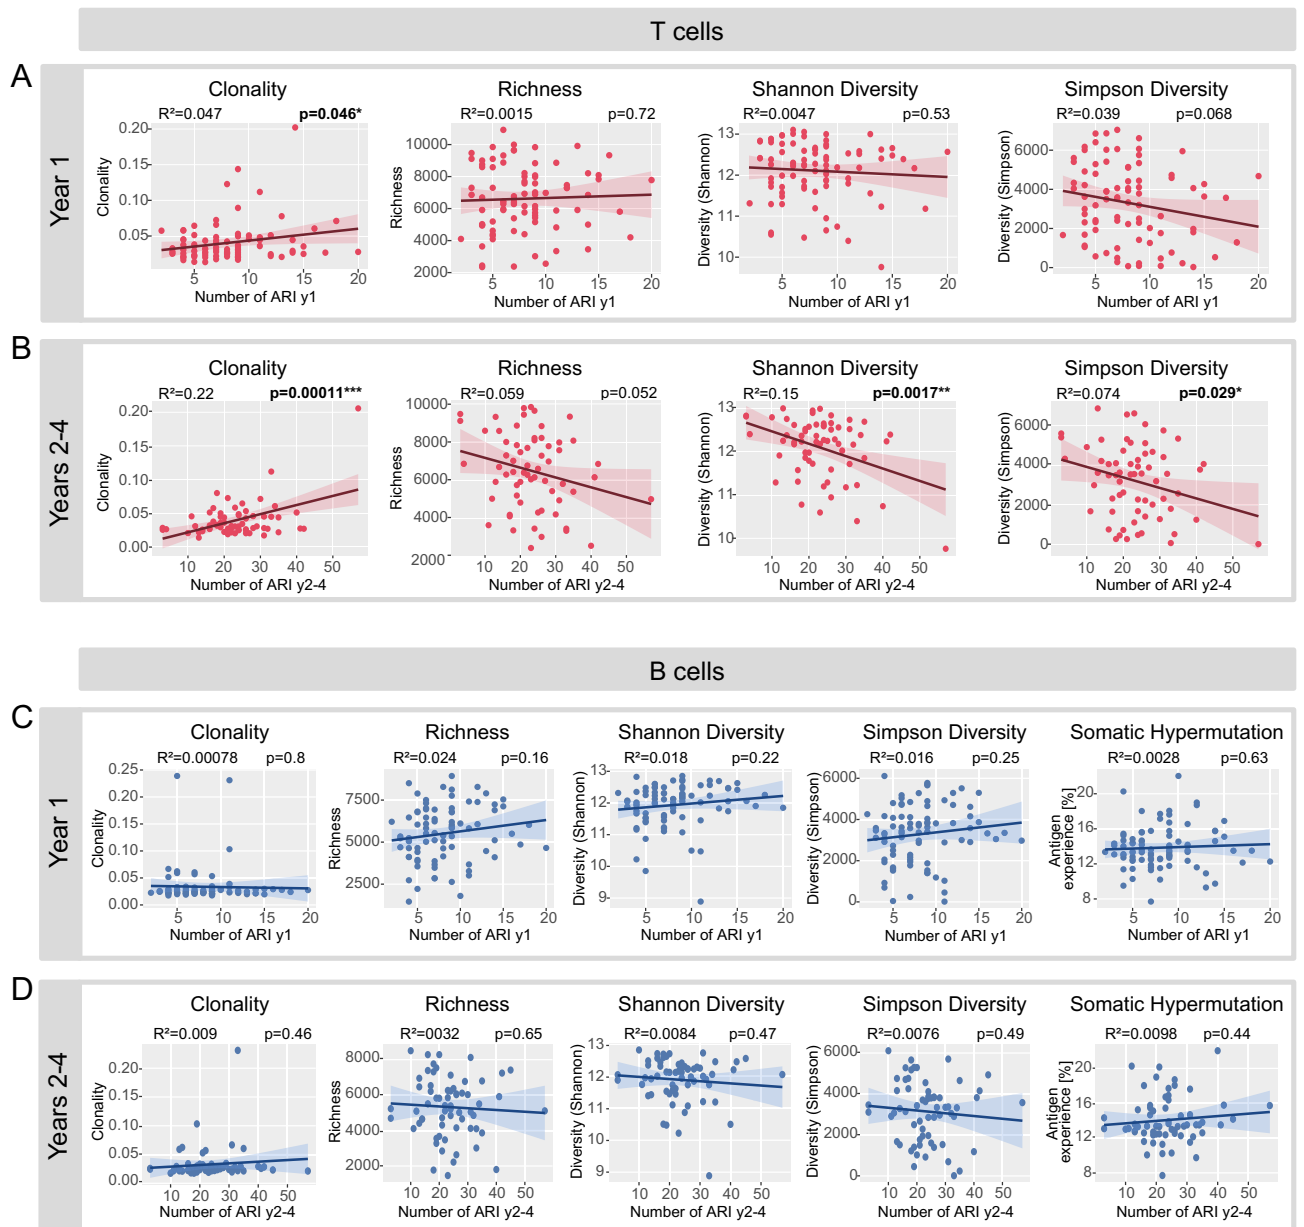 T cells
A
Year 1
Clonality
R²=0.047 p=0.046*
Clonality
0.20
0.15
0.10
0.05
5 10 15 20
Number of ARI y1
Richness
R²=0.0015 p=0.72
Richness
10000
8000
6000
4000
2000
5 10 15 20
Number of ARI y1
Shannon Diversity
R²=0.0047 p=0.53
Diversity (Shannon)
13
12
11
10
5 10 15 20
Number of ARI y1
Simpson Diversity
R²=0.039 p=0.068
Diversity (Simpson)
6000
4000
2000
0
5 10 15 20
Number of ARI y1
B
Years 2-4
Clonality
R²=0.22 p=0.00011***
Clonality
0.20
0.15
0.10
0.05
0.00
10 20 30 40 50
Number of ARI y2-4
Richness
R²=0.059 p=0.052
Richness
10000
8000
6000
4000
2000
10 20 30 40 50
Number of ARI y2-4
Shannon Diversity
R²=0.15 p=0.0017**
Diversity (Shannon)
13
12
11
10
10 20 30 40 50
Number of ARI y2-4
Simpson Diversity
R²=0.074 p=0.029*
Diversity (Simpson)
6000
4000
2000
0
10 20 30 40 50
Number of ARI y2-4
B cells
C
Year 1
Clonality
R²=0.00078 p=0.8
Clonality
0.25
0.20
0.15
0.10
0.05
0.00
5 10 15 20
Number of ARI y1
Richness
R²=0.024 p=0.16
Richness
7500
5000
2500
5 10 15 20
Number of ARI y1
Shannon Diversity
R²=0.018 p=0.22
Diversity (Shannon)
13
12
11
10
9
5 10 15 20
Number of ARI y1
Simpson Diversity
R²=0.016 p=0.25
Diversity (Simpson)
6000
4000
2000
0
5 10 15 20
Number of ARI y1
Somatic Hypermutation
R²=0.0028 p=0.63
Antigen
experience [%]
20
16
12
8
5 10 15 20
Number of ARI y1
D
Years 2-4
Clonality
R²=0.009 p=0.46
Clonality
0.20
0.15
0.10
0.05
0.00
10 20 30 40 50
Number of ARI y2-4
Richness
R²=0032 p=0.65
Richness
8000
6000
4000
2000
10 20 30 40 50
Number of ARI y2-4
Shannon Diversity
R²=0.0084 p=0.47
Diversity (Shannon)
13
12
11
10
9
10 20 30 40 50
Number of ARI y2-4
Simpson Diversity
R²=0.0076 p=0.49
Diversity (Simpson)
6000
4000
2000
0
10 20 30 40 50
Number of ARI y2-4
Somatic Hypermutation
R²=0.0098 p=0.44
Antigen
experience [%]
20
16
12
8
10 20 30 40 50
Number of ARI y2-4